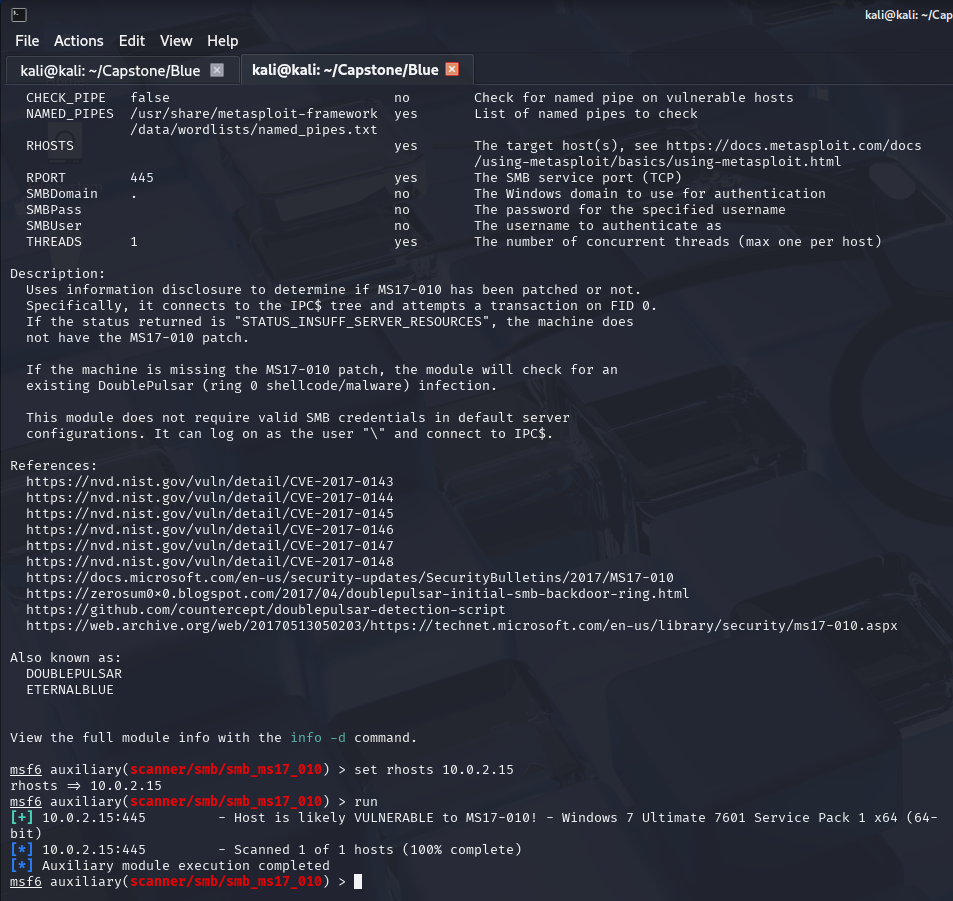 kali@kali: ~/Cap
File Actions Edit View Help
kali@kali: ~/Capstone/Blue
kali@kali: ~/Capstone/Blue
CHECK_PIPE false no Check for named pipe on vulnerable hosts
NAMED_PIPES /usr/share/metasploit-framework yes List of named pipes to check
/data/wordlists/named_pipes.txt
RHOSTS yes The target host(s), see https://docs.metasploit.com/docs
/using-metasploit/basics/using-metasploit.html
RPORT 445 yes The SMB service port (TCP)
SMBDomain . no The Windows domain to use for authentication
SMBPass no The password for the specified username
SMBUser no The username to authenticate as
THREADS 1 yes The number of concurrent threads (max one per host)
Description:
Uses information disclosure to determine if MS17-010 has been patched or not.
Specifically, it connects to the IPC$ tree and attempts a transaction on FID 0.
If the status returned is "STATUS_INSUFF_SERVER_RESOURCES", the machine does
not have the MS17-010 patch.
If the machine is missing the MS17-010 patch, the module will check for an
existing DoublePulsar (ring 0 shellcode/malware) infection.
This module does not require valid SMB credentials in default server
configurations. It can log on as the user "\" and connect to IPC$.
References:
https://nvd.nist.gov/vuln/detail/CVE-2017-0143
https://nvd.nist.gov/vuln/detail/CVE-2017-0144
https://nvd.nist.gov/vuln/detail/CVE-2017-0145
https://nvd.nist.gov/vuln/detail/CVE-2017-0146
https://nvd.nist.gov/vuln/detail/CVE-2017-0147
https://nvd.nist.gov/vuln/detail/CVE-2017-0148
https://docs.microsoft.com/en-us/security-updates/SecurityBulletins/2017/MS17-010
https://zerosum0×0.blogspot.com/2017/04/doublepulsar-initial-smb-backdoor-ring.html
https://github.com/countercept/doublepulsar-detection-script
https://web.archive.org/web/20170513050203/https://technet.microsoft.com/en-us/library/security/ms17-010.aspx
Also known as:
DOUBLEPULSAR
ETERNALBLUE
View the full module info with the info -d command.
msf6 auxiliary(scanner/smb/smb_ms17_010) > set rhosts 10.0.2.15
rhosts ⇒ 10.0.2.15
msf6 auxiliary(scanner/smb/smb_ms17_010) > run
[+] 10.0.2.15:445 - Host is likely VULNERABLE to MS17-010! - Windows 7 Ultimate 7601 Service Pack 1 x64 (64-
bit)
[*] 10.0.2.15:445 - Scanned 1 of 1 hosts (100% complete)
[*] Auxiliary module execution completed
msf6 auxiliary(scanner/smb/smb_ms17_010) >